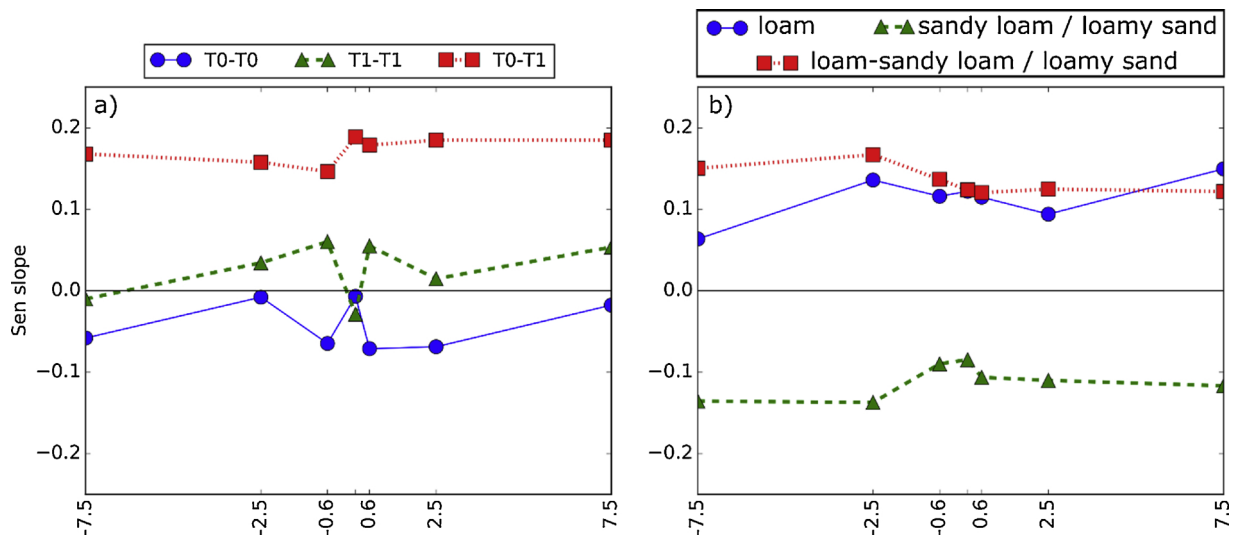 T0-T0 T1-T1 T0-T1
loam sandy loam / loamy sand
loam-sandy loam / loamy sand
a)
0.2
0.1
0.0
−0.1
−0.2
Sen slope
−7.5 −2.5 −0.6 0.6 2.5 7.5
b)
0.2
0.1
0.0
−0.1
−0.2
−7.5 −2.5 −0.6 0.6 2.5 7.5